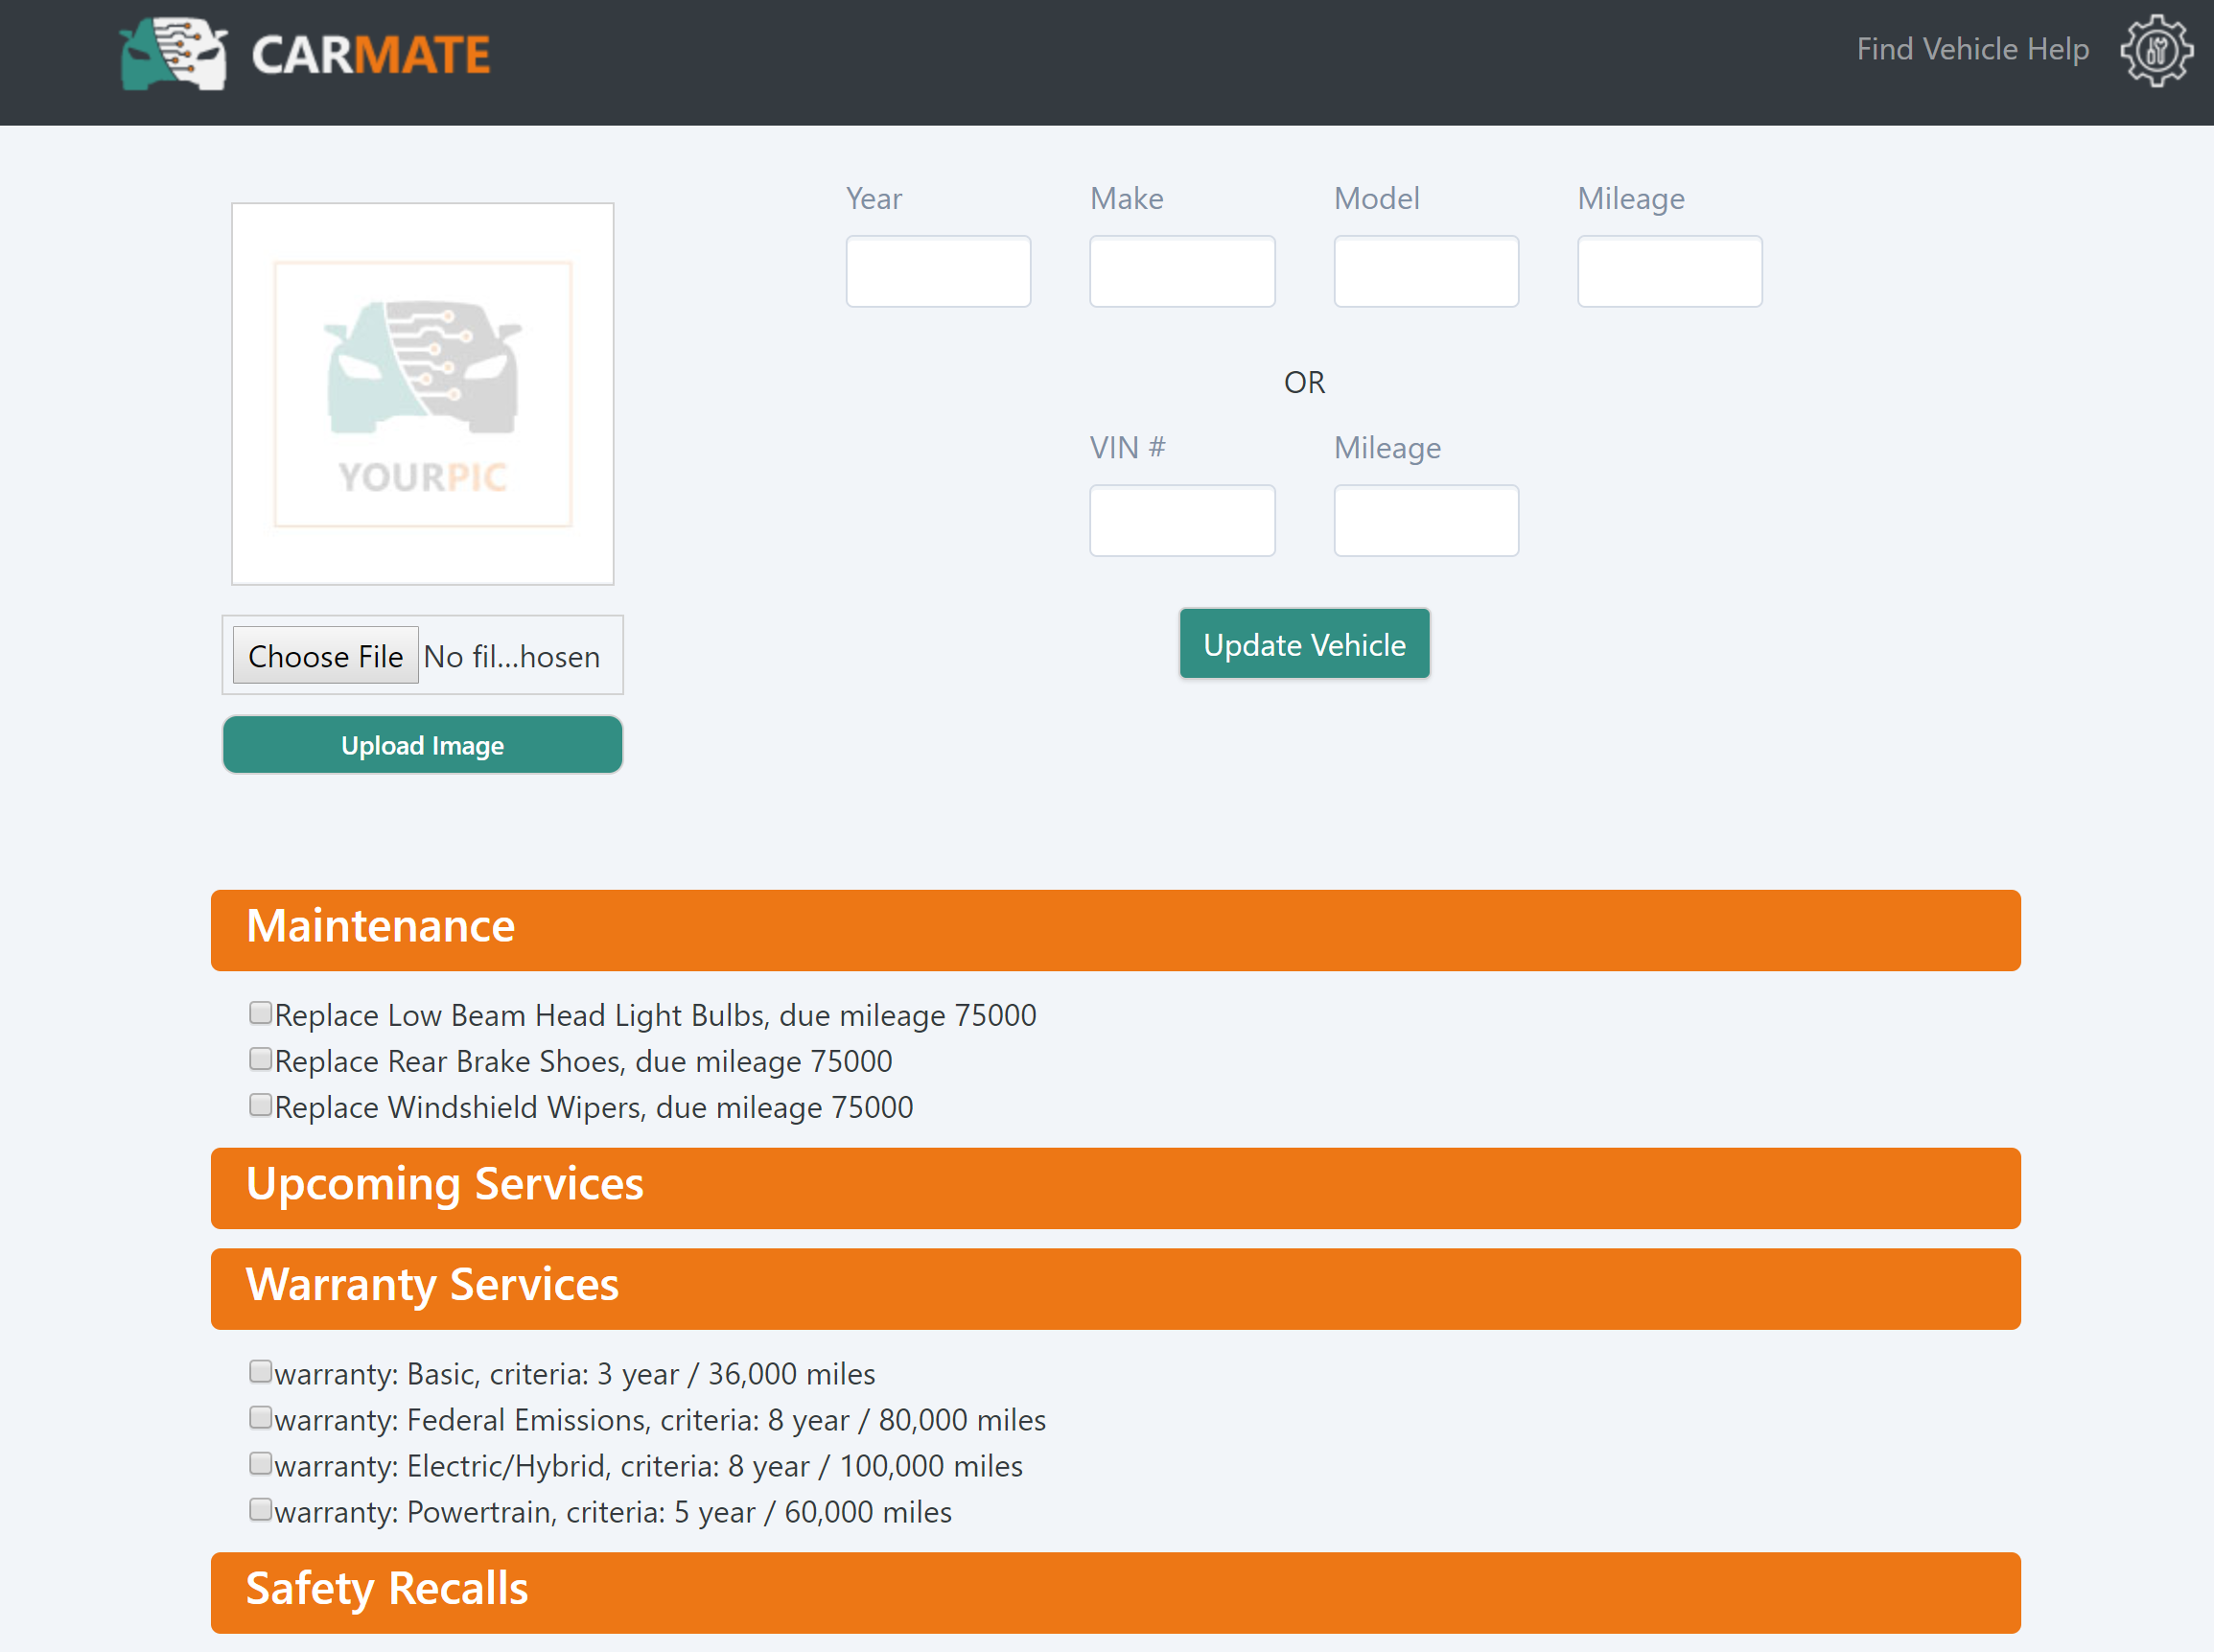 CARMATE
Find Vehicle Help
YOURPIC
Choose File No fil...hosen
Upload Image
Year Make Model Mileage
OR
VIN # Mileage
Update Vehicle
Maintenance
Replace Low Beam Head Light Bulbs, due mileage 75000
Replace Rear Brake Shoes, due mileage 75000
Replace Windshield Wipers, due mileage 75000
Upcoming Services
Warranty Services
warranty: Basic, criteria: 3 year / 36,000 miles
warranty: Federal Emissions, criteria: 8 year / 80,000 miles
warranty: Electric/Hybrid, criteria: 8 year / 100,000 miles
warranty: Powertrain, criteria: 5 year / 60,000 miles
Safety Recalls